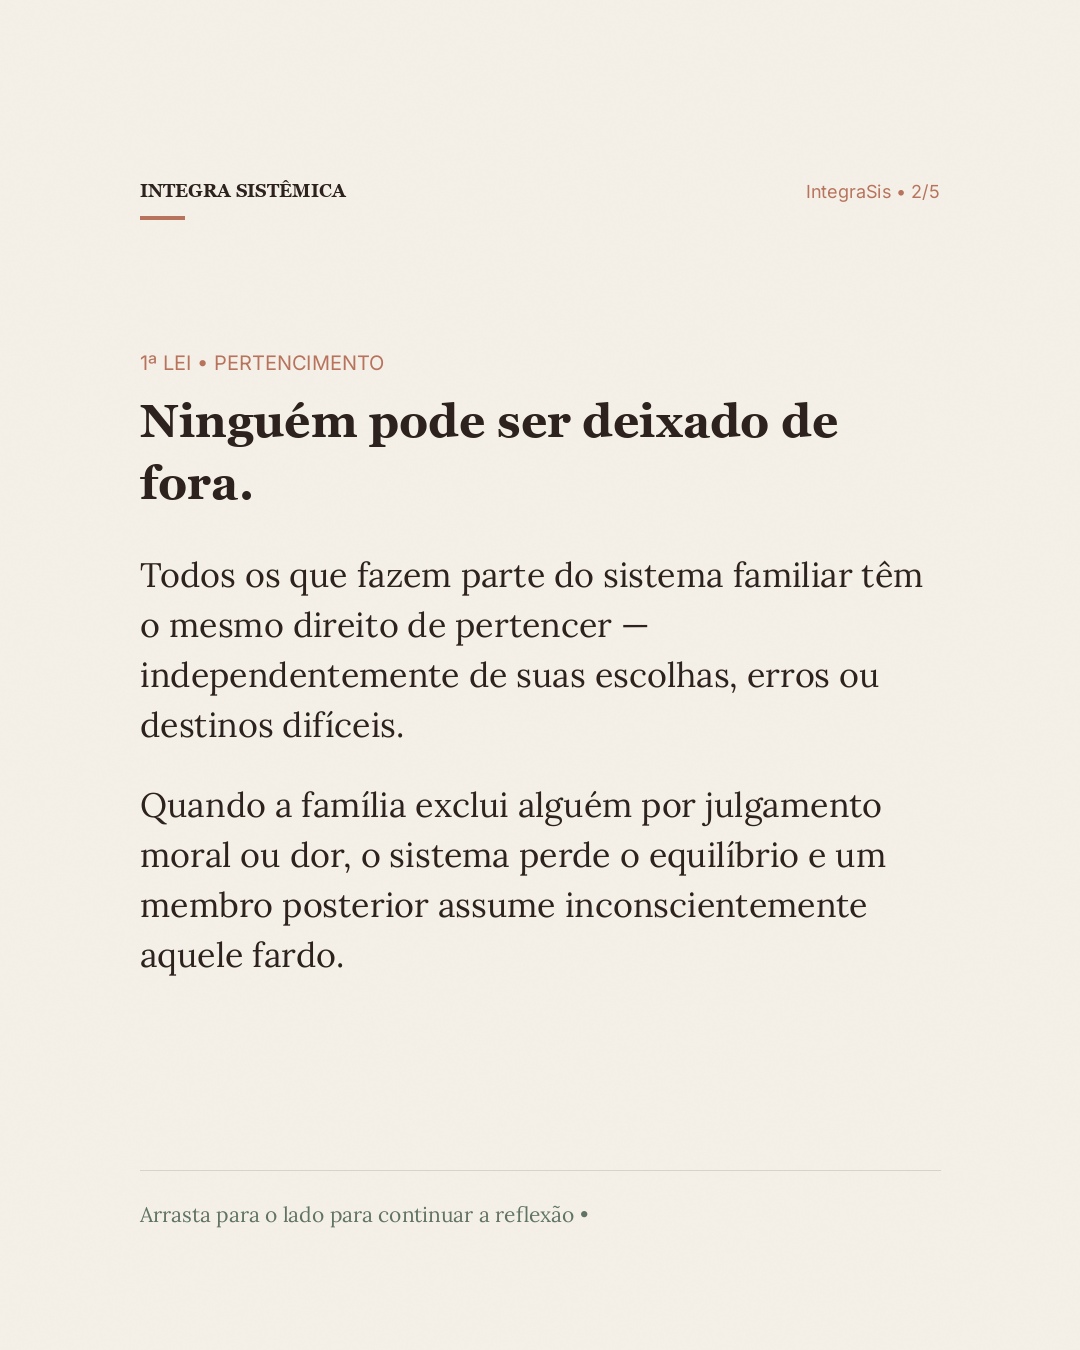 INTEGRA SISTÊMICA
IntegraSis • 2/5
1ª LEI • PERTENCIMENTO
Ninguém pode ser deixado de
fora.
Todos os que fazem parte do sistema familiar têm
o mesmo direito de pertencer —
independentemente de suas escolhas, erros ou
destinos difíceis.
Quando a família exclui alguém por julgamento
moral ou dor, o sistema perde o equilíbrio e um
membro posterior assume inconscientemente
aquele fardo.
Arrasta para o lado para continuar a reflexão •